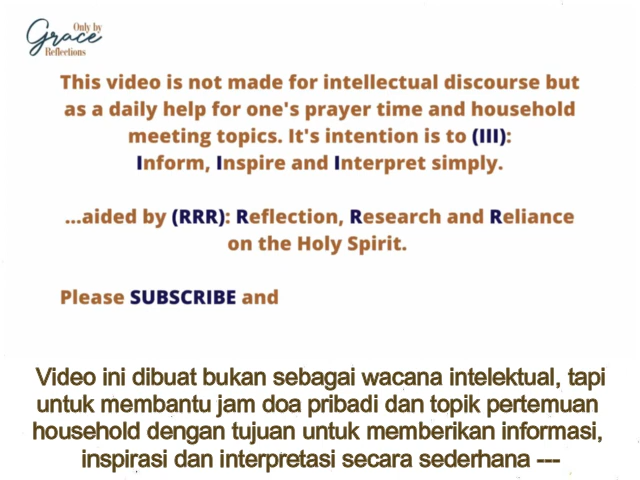 Only by
Grace
Reflections
This video is not made for intellectual discourse but
as a daily help for one's prayer time and household
meeting topics. It's intention is to (III):
Inform, Inspire and Interpret simply.
...aided by (RRR): Reflection, Research and Reliance
on the Holy Spirit.
Please SUBSCRIBE and
Video ini dibuat bukan sebagai wacana intelektual, tapi
untuk membantu jam doa pribadi dan topik pertemuan
household dengan tujuan untuk memberikan informasi,
inspirasi dan interpretasi secara sederhana ---